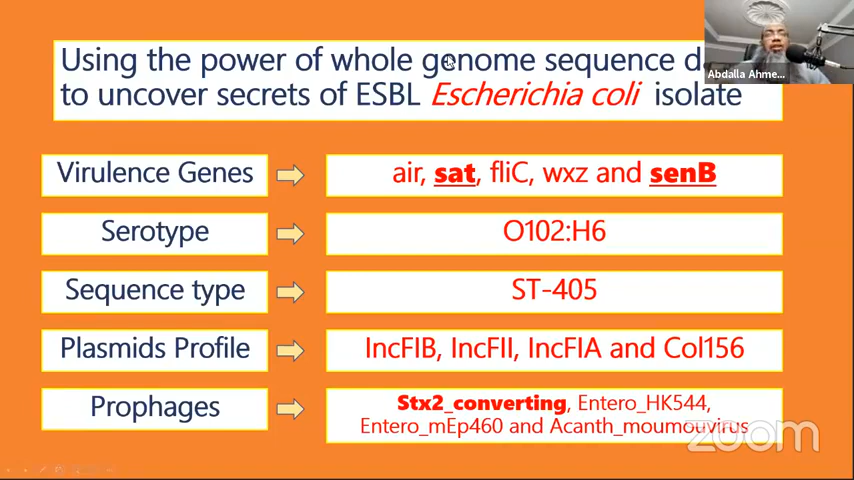 Using the power of whole genome sequence d
to uncover secrets of ESBL Escherichia coli isolate
Abdalla Ahme...
Virulence Genes
air, sat, fliC, wxz and senB
Serotype
O102:H6
Sequence type
ST-405
Plasmids Profile
IncFIB, IncFII, IncFIA and Col156
Prophages
Stx2_converting, Entero_HK544,
Entero_mEp460 and Acanth_moumouvirus
zoom